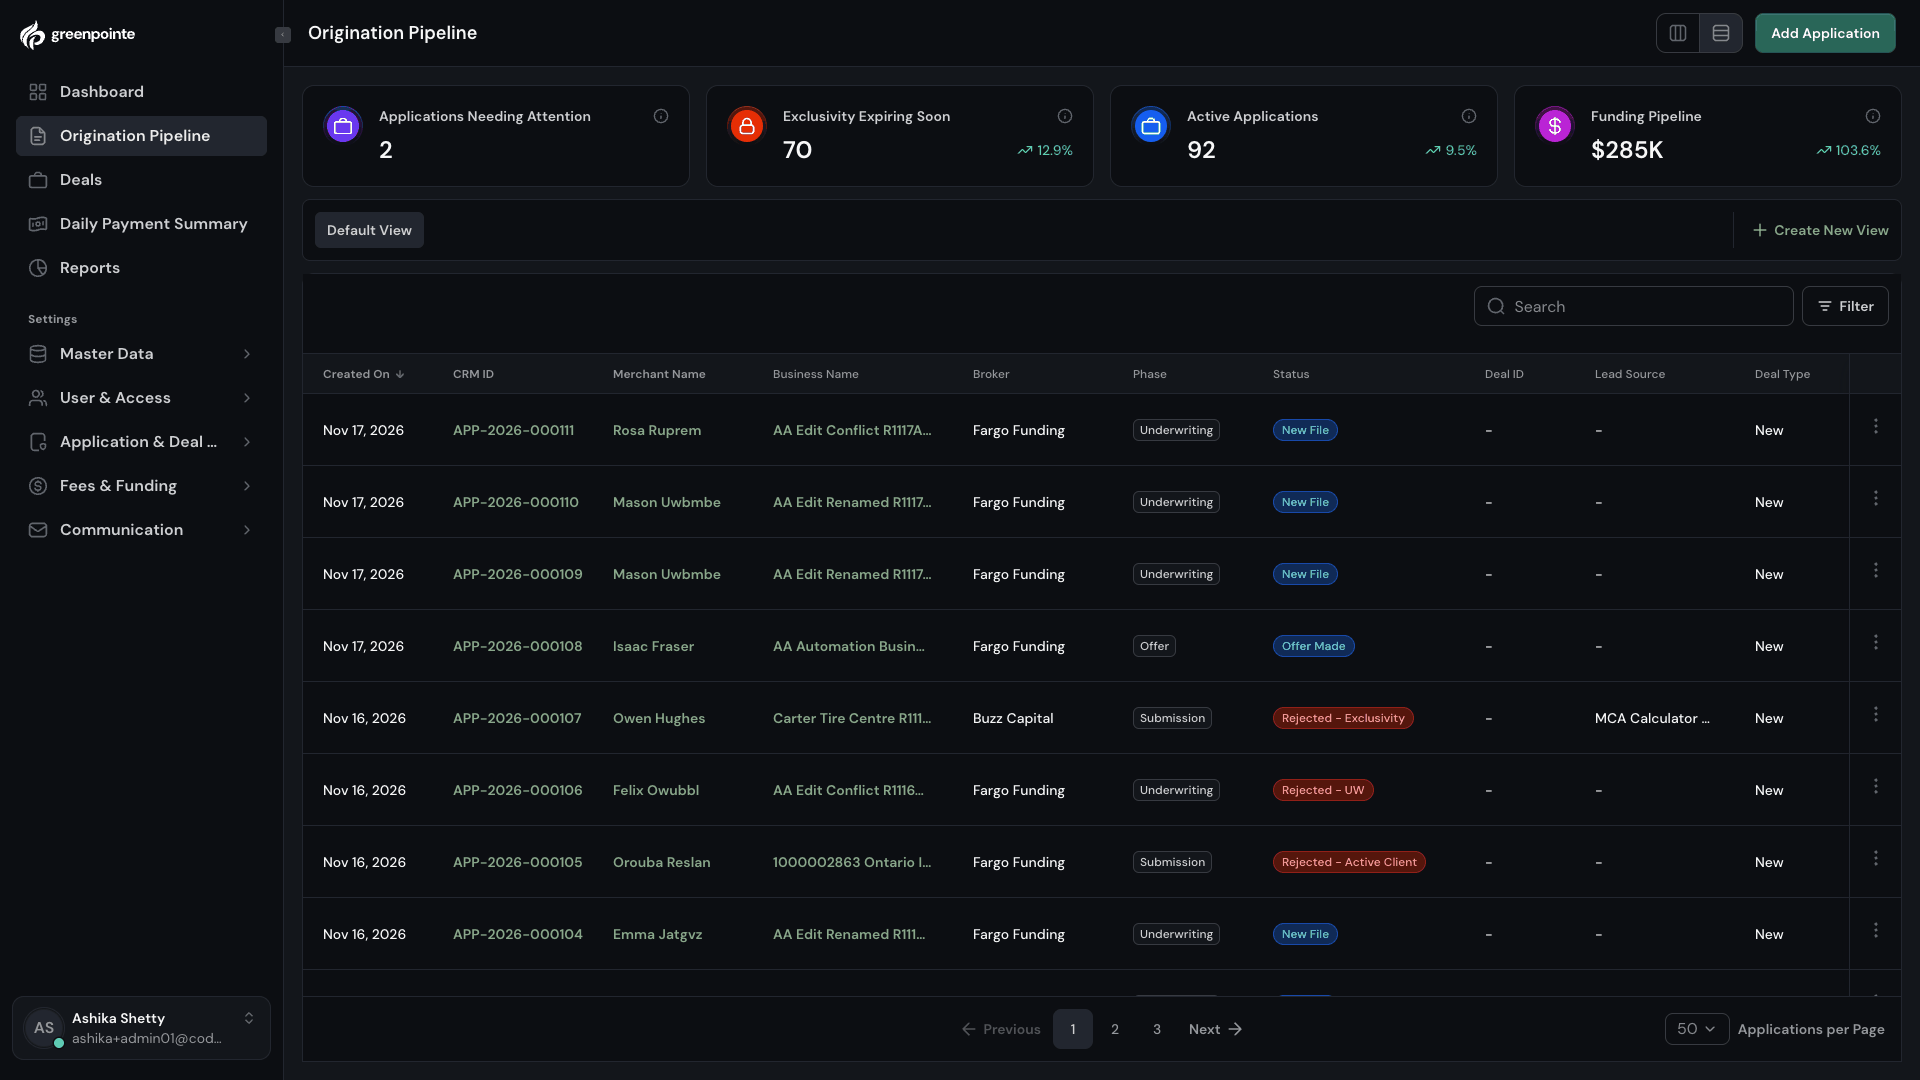 greenpointe
Origination Pipeline
Add Application
Dashboard
Origination Pipeline
Deals
Daily Payment Summary
Reports
Settings
Master Data
User & Access
Application & Deal ...
Fees & Funding
Communication
Applications Needing Attention
2
Exclusivity Expiring Soon
70
12.9%
Active Applications
92
9.5%
Funding Pipeline
$285K
103.6%
Default View
Create New View
Search
Filter
Created On CRM ID Merchant Name Business Name Broker Phase Status Deal ID Lead Source Deal Type
Nov 17, 2026 APP-2026-000111 Rosa Ruprem AA Edit Conflict R1117A... Fargo Funding Underwriting New File - - New
Nov 17, 2026 APP-2026-000110 Mason Uwbmbe AA Edit Renamed R1117... Fargo Funding Underwriting New File - - New
Nov 17, 2026 APP-2026-000109 Mason Uwbmbe AA Edit Renamed R1117... Fargo Funding Underwriting New File - - New
Nov 17, 2026 APP-2026-000108 Isaac Fraser AA Automation Busin... Fargo Funding Offer Offer Made - - New
Nov 16, 2026 APP-2026-000107 Owen Hughes Carter Tire Centre R111... Buzz Capital Submission Rejected - Exclusivity - MCA Calculator ... New
Nov 16, 2026 APP-2026-000106 Felix Owubbl AA Edit Conflict R1116... Fargo Funding Underwriting Rejected - UW - - New
Nov 16, 2026 APP-2026-000105 Orouba Reslan 1000002863 Ontario I... Fargo Funding Submission Rejected - Active Client - - New
Nov 16, 2026 APP-2026-000104 Emma Jatgvz AA Edit Renamed R111... Fargo Funding Underwriting New File - - New
Previous 1 2 3 Next
50 Applications per Page
AS
Ashika Shetty
ashika+admin01@cod...